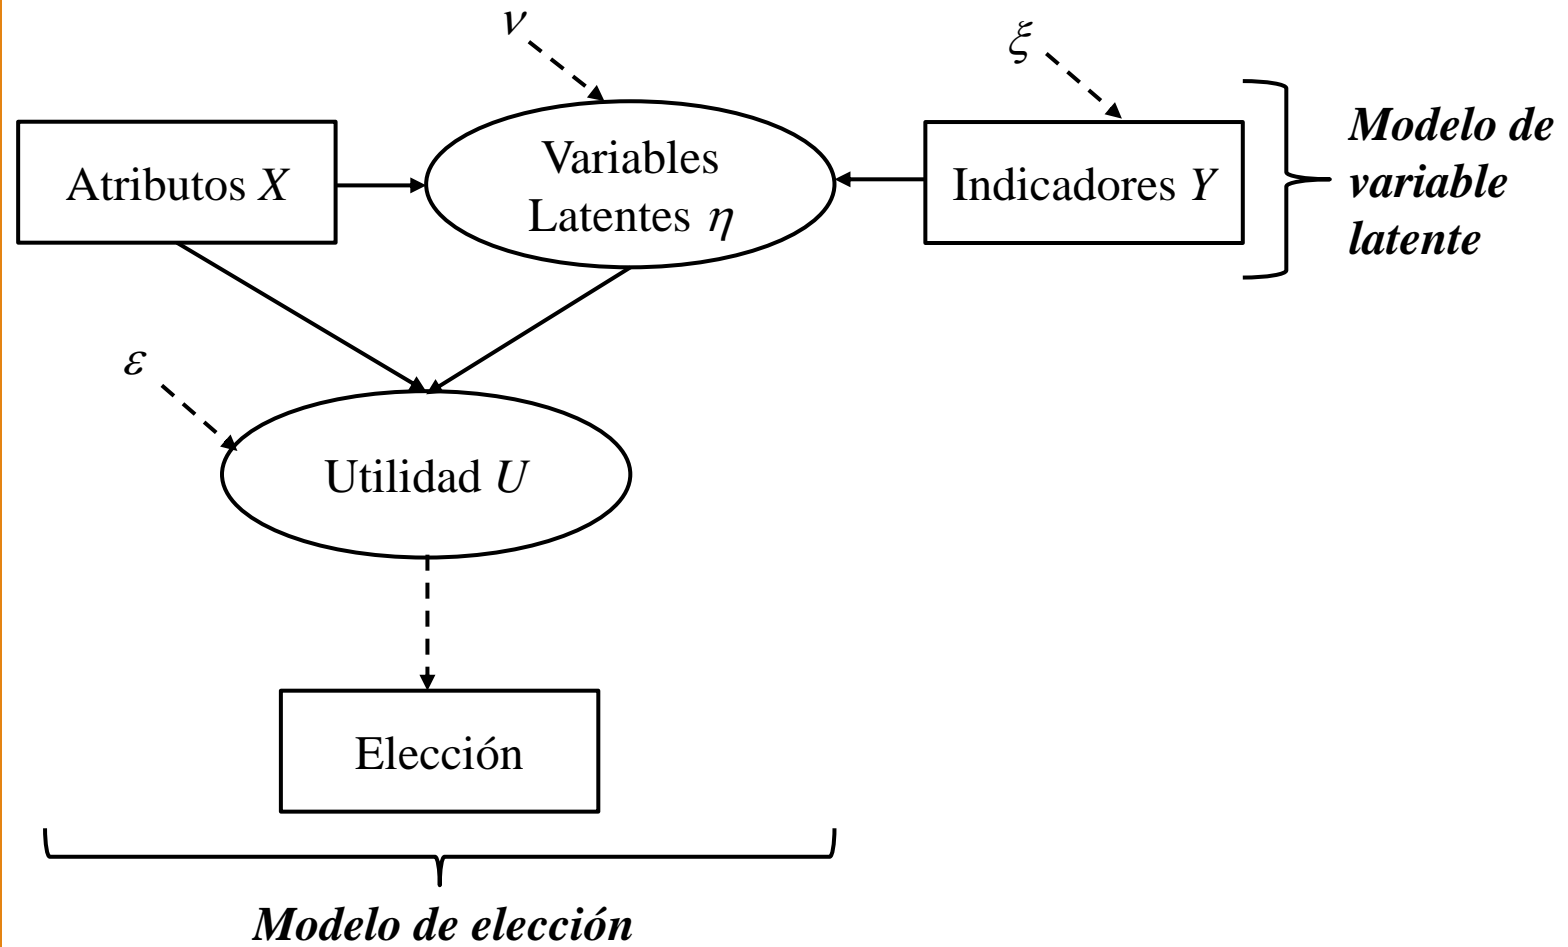 ν
ξ
Atributos X
Variables
Latentes η
Indicadores Y
Modelo de
variable
latente
ε
Utilidad U
Elección
Modelo de elección